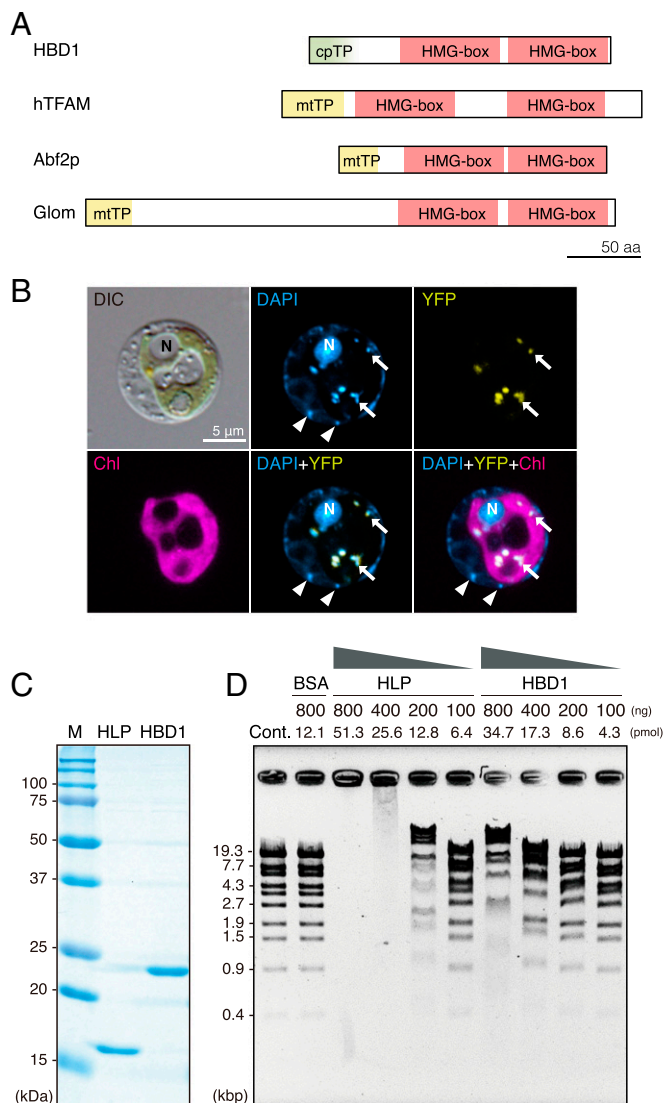 A
HBD1 cpTP HMG-box HMG-box
hTFAM mtTP HMG-box HMG-box
Abf2p mtTP HMG-box HMG-box
Glom mtTP HMG-box HMG-box
50 aa
B
DIC DAPI YFP
N N
5 µm
Chl DAPI+YFP DAPI+YFP+Chl
N N
C D
BSA HLP HBD1
800 800 400 200 100 800 400 200 100 (ng)
M HLP HBD1
Cont. 12.1 51.3 25.6 12.8 6.4 34.7 17.3 8.6 4.3 (pmol)
100
75
50
37
25
20
15
(kDa)
19.3
7.7
4.3
2.7
1.9
1.5
0.9
0.4
(kbp)